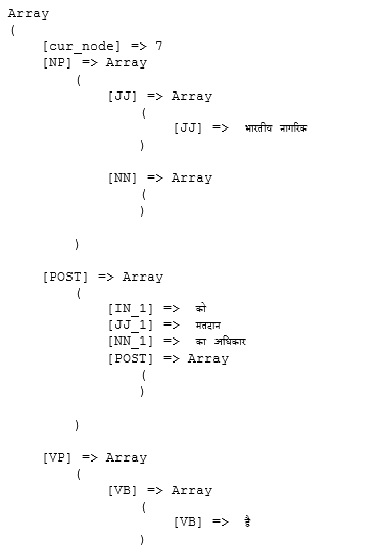 Array
(
[cur_node] => 7
[NP] => Array
(
[JJ] => Array
(
[JJ] => भारतीय नागरिक
)
[NN] => Array
(
)
)
[POST] => Array
(
[IN_1] => को
[JJ_1] => मतदान
[NN_1] => का अधिकार
[POST] => Array
(
)
)
[VP] => Array
(
[VB] => Array
(
[VB] => है
)